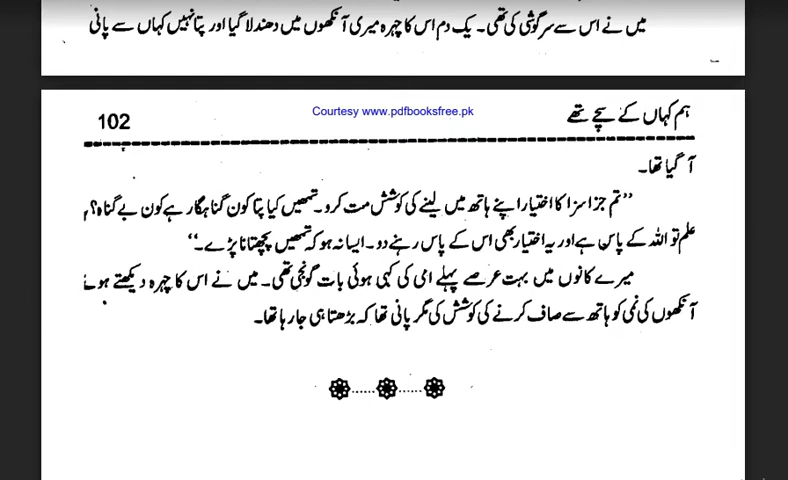 میں نے اس سے سرگوشی کی تھی۔ یک دم اس کا چہرہ میری آنکھوں میں دھندلا گیا اور پتا نہیں کہاں سے پانی
102
Courtesy www.pdfbooksfree.pk
ہم کہاں کے سچے تھے
آ گیا تھا۔
’’تم جزا سزا کا اختیار اپنے ہاتھ میں لینے کی کوشش مت کرو۔ تمہیں کیا پتا کون گناہگار ہے کون بے گناہ؟
علم تو اللہ کے پاس ہے اور یہ اختیار بھی اس کے پاس رہنے دو۔ ایسا نہ ہو کہ تمہیں پچھتانا پڑے۔‘‘
میرے کانوں میں بہت عرصے پہلے امی کی کہی ہوئی بات گونجی تھی۔ میں نے اس کا چہرہ دیکھتے ہوئے
آنکھوں کی نمی کو ہاتھ سے صاف کرنے کی کوشش کی مگر پانی تھا کہ بڑھتا ہی جا رہا تھا۔